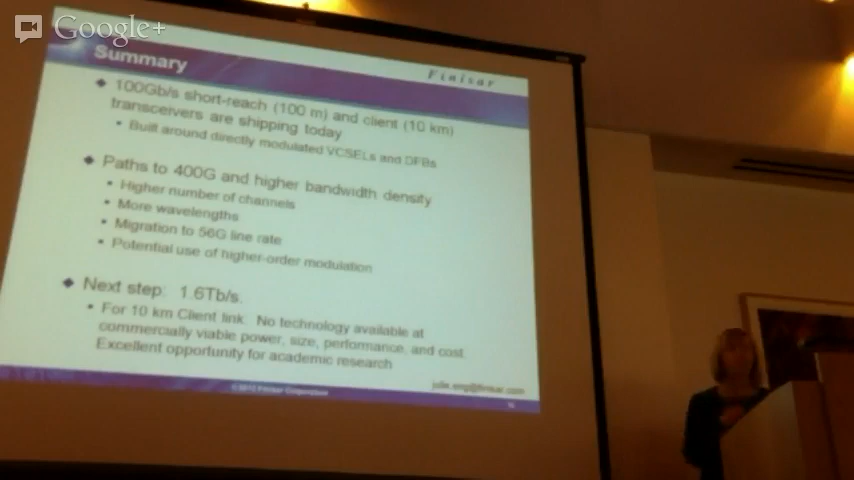 Google+
Summary
Finisar
◆ 100Gb/s short-reach (100 m) and client (10 km)
transceivers are shipping today
• Built around directly modulated VCSELs and DFBs
◆ Paths to 400G and higher bandwidth density
• Higher number of channels
• More wavelengths
• Migration to 56G line rate
• Potential use of higher-order modulation
◆ Next step: 1.6Tb/s.
• For 10 km Client link: No technology available at
commercially viable power, size, performance, and cost.
Excellent opportunity for academic research
Finisar Corporation
julie.eng@finisar.com